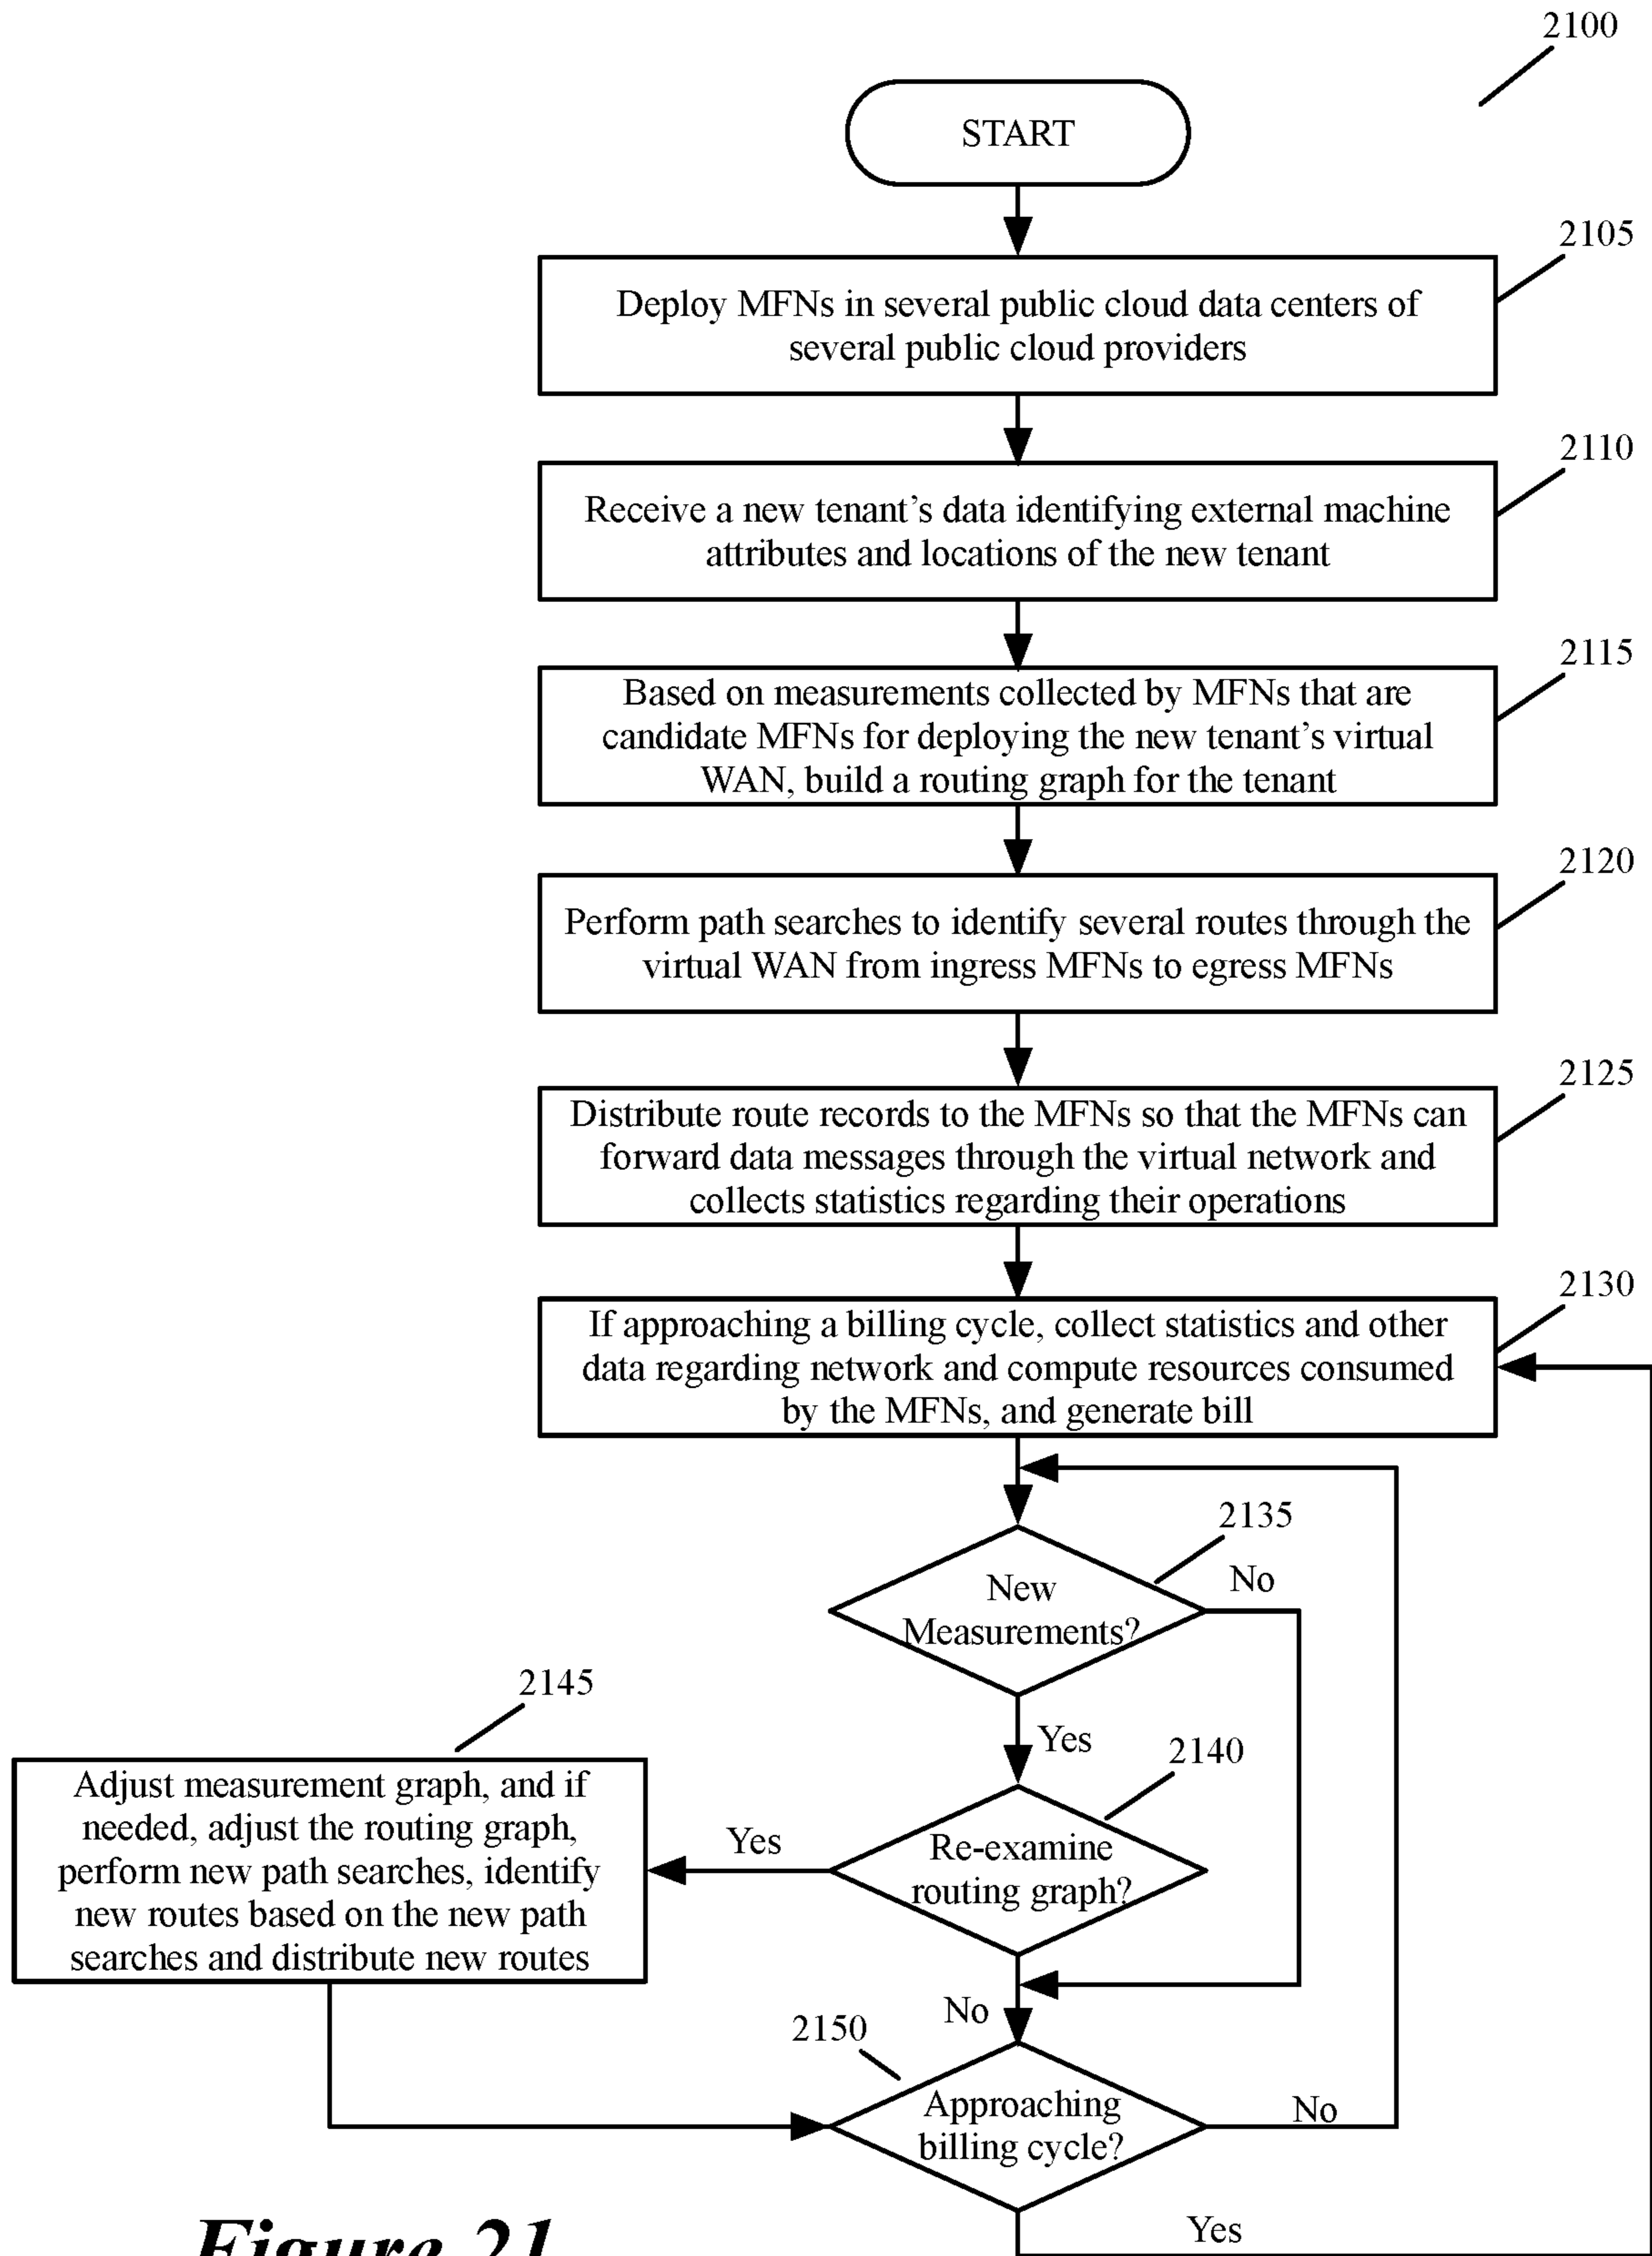 2100
START
2105
Deploy MFNs in several public cloud data centers of
several public cloud providers
2110
Receive a new tenant’s data identifying external machine
attributes and locations of the new tenant
2115
Based on measurements collected by MFNs that are
candidate MFNs for deploying the new tenant’s virtual
WAN, build a routing graph for the tenant
2120
Perform path searches to identify several routes through the
virtual WAN from ingress MFNs to egress MFNs
2125
Distribute route records to the MFNs so that the MFNs can
forward data messages through the virtual network and
collects statistics regarding their operations
2130
If approaching a billing cycle, collect statistics and other
data regarding network and compute resources consumed
by the MFNs, and generate bill
2135
New
Measurements?
No
Yes
2140
Re-examine
routing graph?
Yes
2145
Adjust measurement graph, and if
needed, adjust the routing graph,
perform new path searches, identify
new routes based on the new path
searches and distribute new routes
No
2150
Approaching
billing cycle?
No
Yes
Figure 21